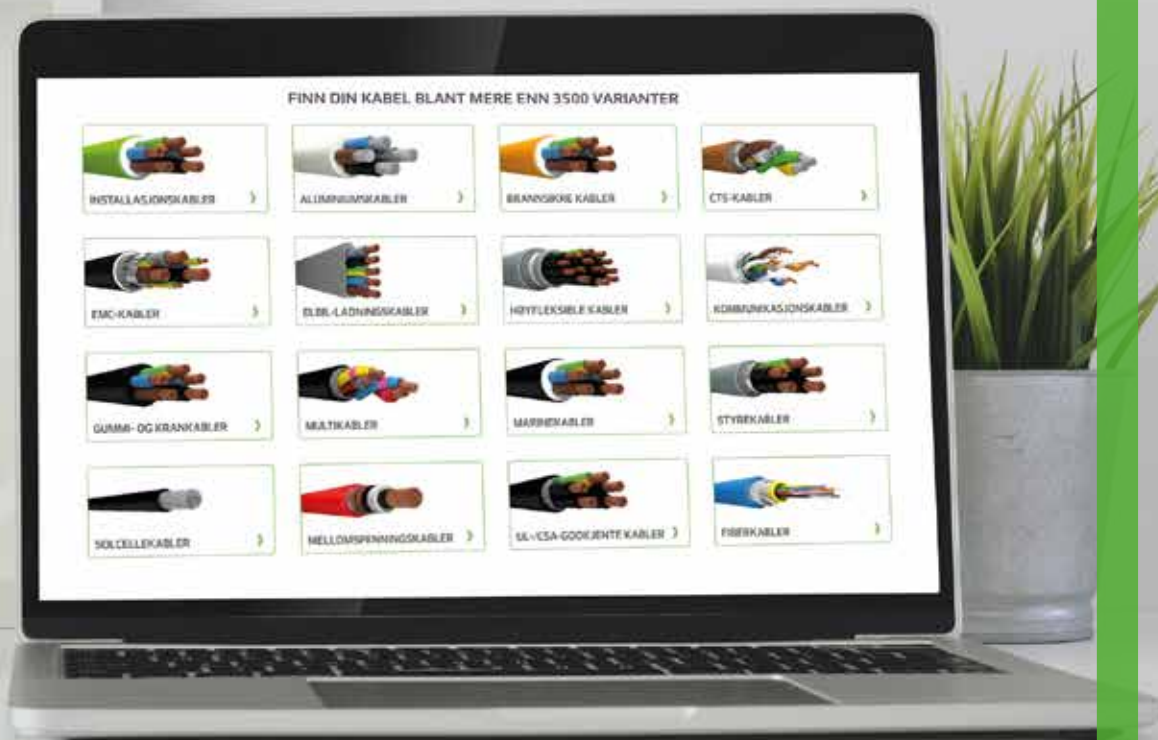 FINN DIN KABEL BLANT MERE ENN 3500 VARIANTER
INSTALLASJONSKABLER
ALUMINIUMSKABLER
BRANNSIKRE KABLER
CTS-KABLER
EMC-KABLER
ELBIL-LADNINGSKABLER
HØYFLEKSIBLE KABLER
KOMMUNIKASJONSKABLER
GUMMI- OG KRANKABLER
MULTIKABLER
MARINEKABLER
STYREKABLER
SOLCELLEKABLER
MELLOMSPENNINGSKABLER
UL-/CSA-GODKJENTE KABLER
FIBERKABLER